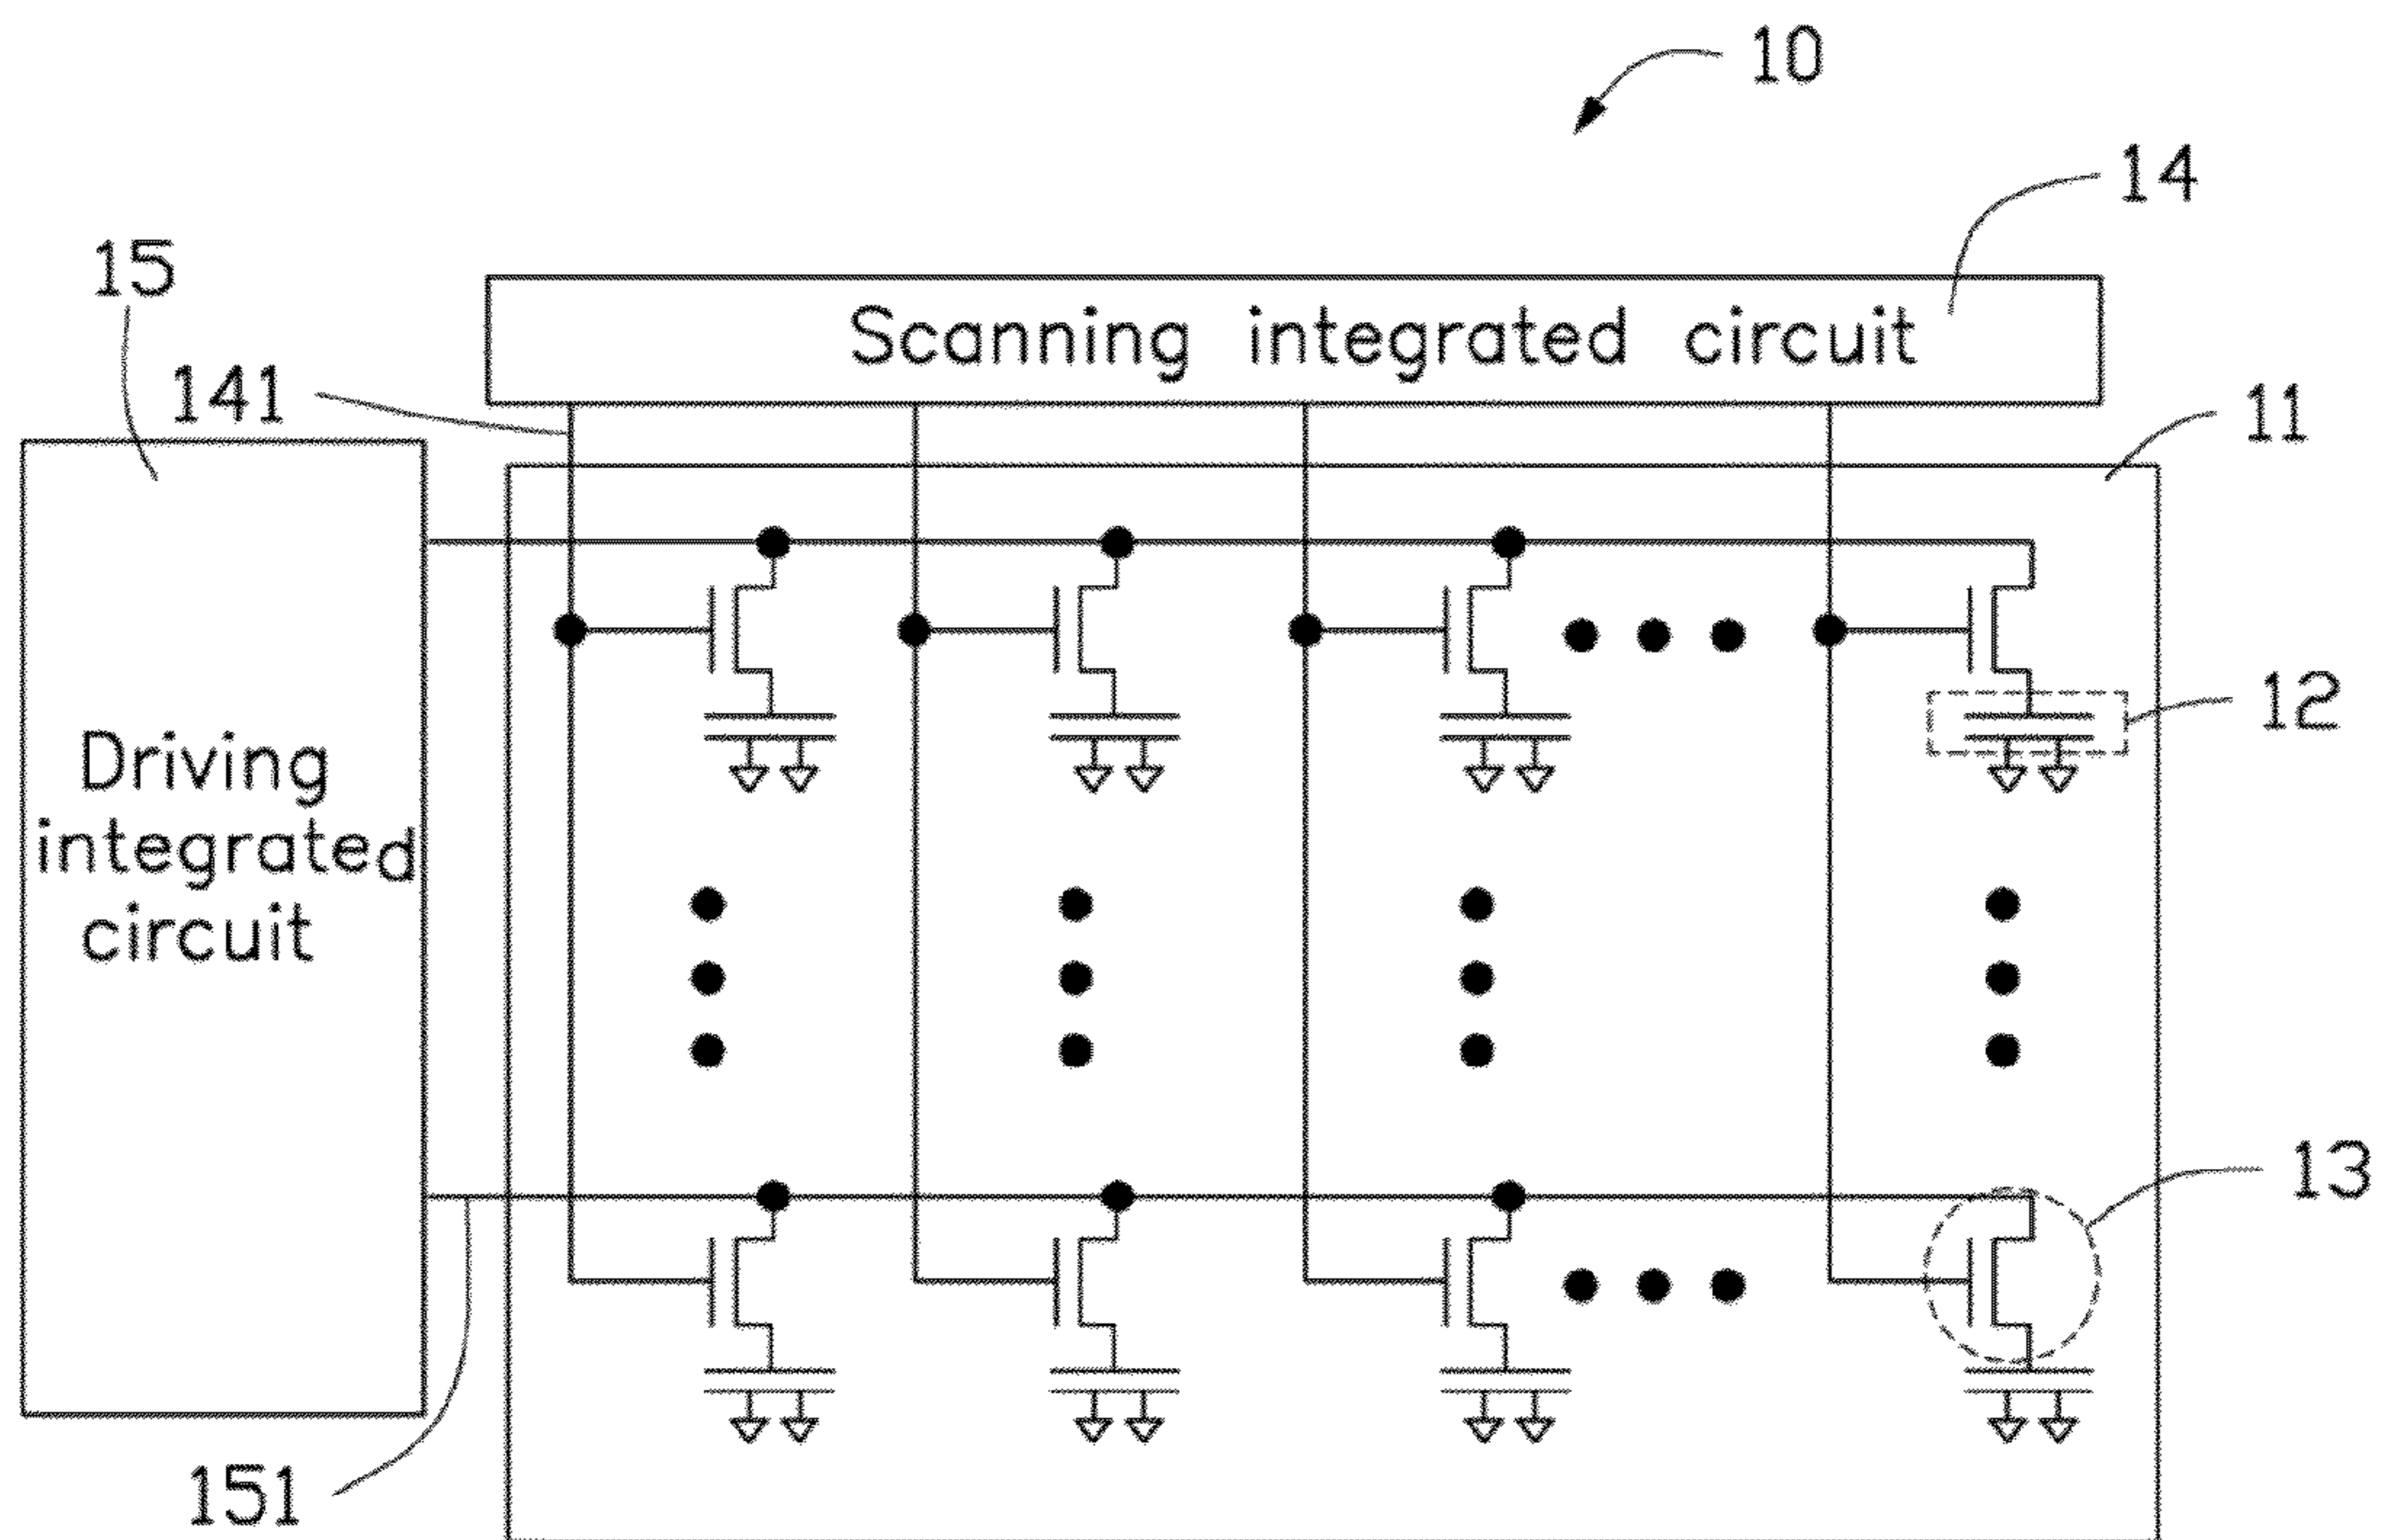 10
14
15
Scanning integrated circuit
141
11
12
Driving
integrated
circuit
13
151